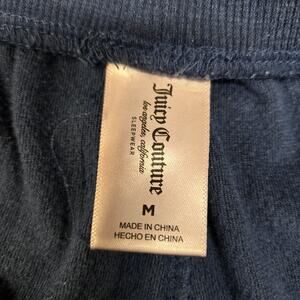 Juicy Couture
los angeles, california
SLEEPWEAR
M
MADE IN CHINA
HECHO EN CHINA